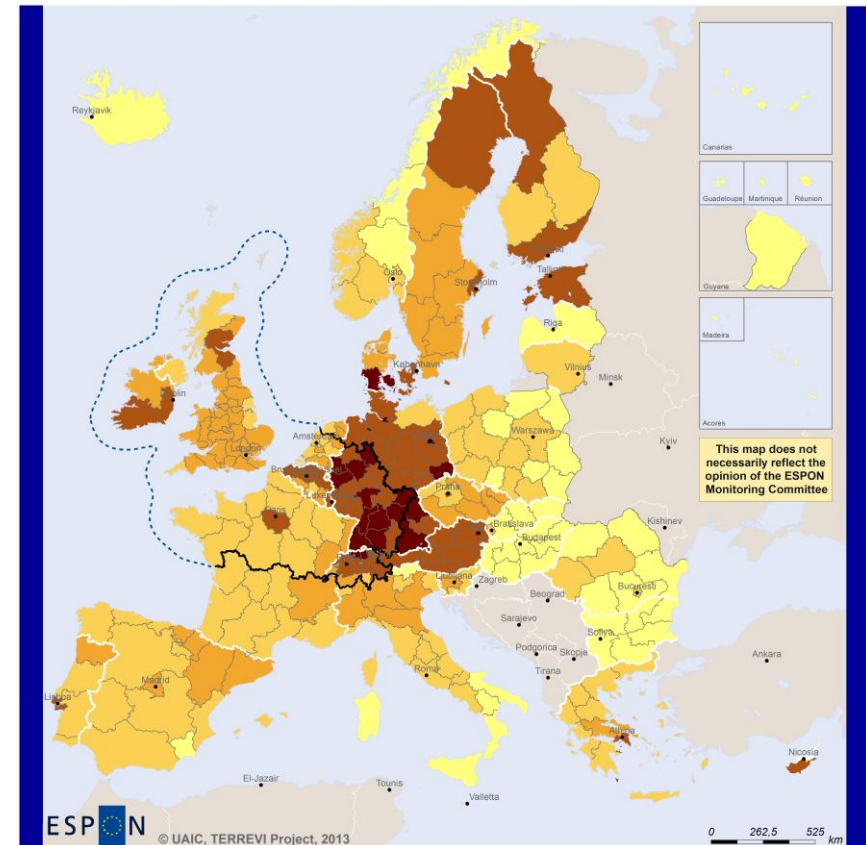 Reykjavik
Canarias
Guadeloupe Martinique Réunion
Guyane
Madeira
Acores
This map does not
necessarily reflect the
opinion of the ESPON
Monitoring Committee
Oslo
Tallinn
Stockholm
Riga
København
Vilnius
Minsk
London
Warszawa
Kyiv
Praha
Paris
Kishinev
Bratislava
Budapest
Ljubljana
Zagreb
Bucuresti
Beograd
Sarajevo
Sofiya
Podgorica
Skopje
Ankara
Roma
Tirana
Madrid
Lisboa
Athina
Nicosia
El-Jazair
Tounis
Valletta
ESPON
© UAIC, TERREVI Project, 2013
0 262,5 525
km